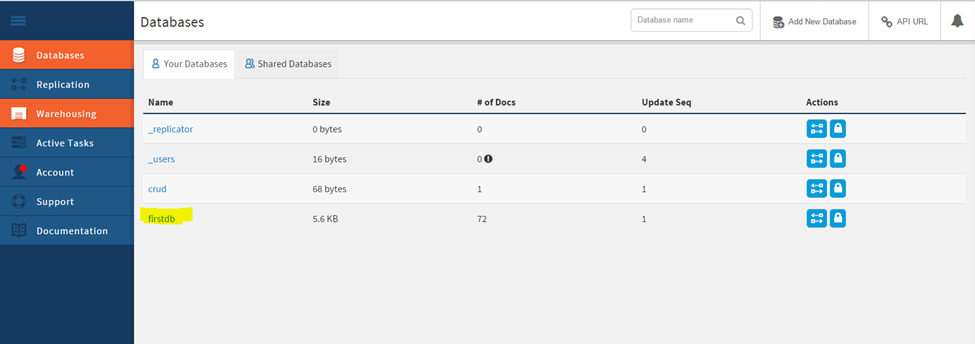 Databases
Database name
Add New Database
API URL
Databases
Replication
Warehousing
Active Tasks
Account
Support
Documentation
Your Databases Shared Databases
Name Size # of Docs Update Seq Actions
_replicator 0 bytes 0 0
_users 16 bytes 0 4
crud 68 bytes 1 1
firstdb 5.6 KB 72 1